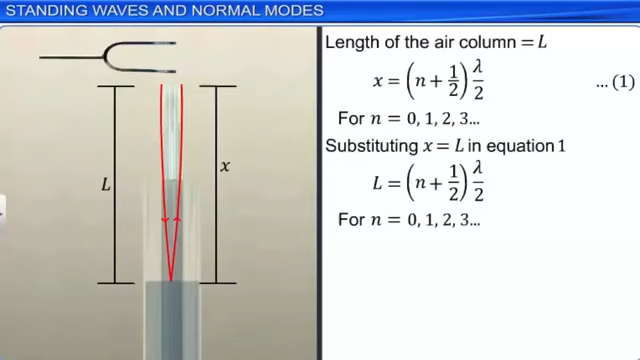 STANDING WAVES AND NORMAL MODES
Length of the air column = L
x = (n + 1/2) λ/2 ... (1)
For n = 0, 1, 2, 3...
Substituting x = L in equation 1
L = (n + 1/2) λ/2
For n = 0, 1, 2, 3...
L
x